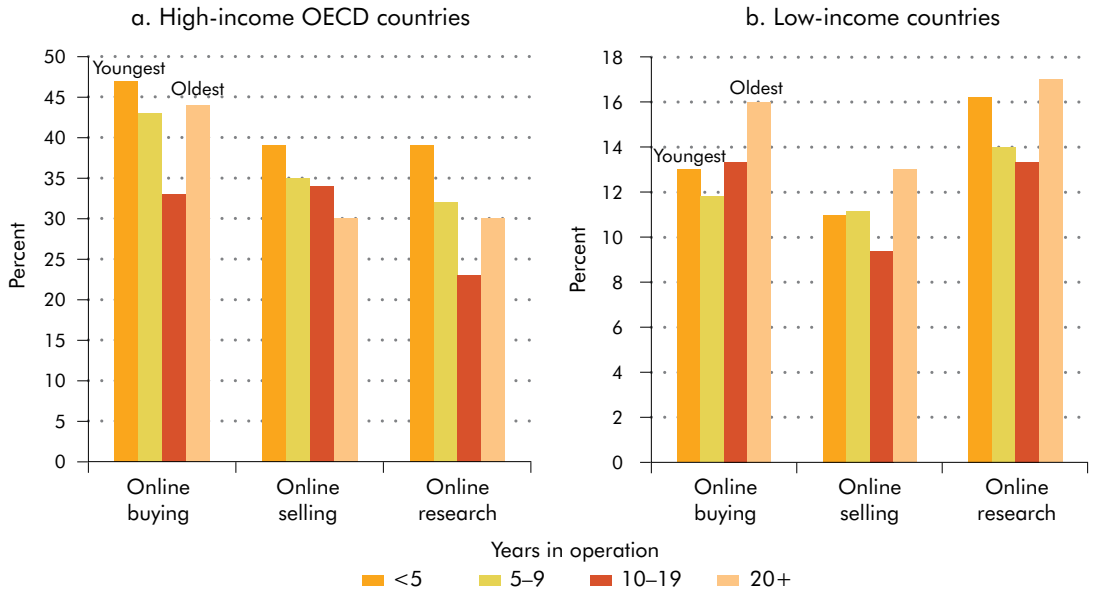 a. High-income OECD countries
50
45
40
35
30
25
20
15
10
5
0
Percent
Youngest
Oldest
Online
buying
Online
selling
Online
research
b. Low-income countries
18
16
14
12
10
8
6
4
2
0
Percent
Youngest
Oldest
Online
buying
Online
selling
Online
research
Years in operation
<5 5–9 10–19 20+